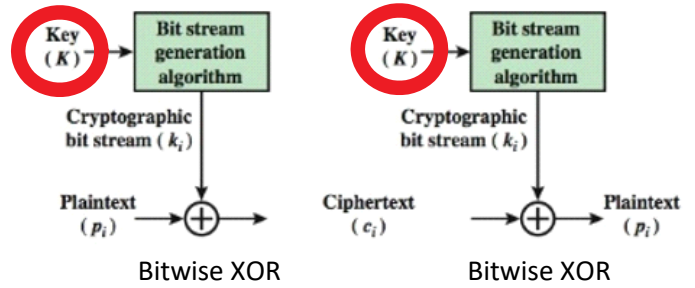 Key
(K)
Bit stream
generation
algorithm
Cryptographic
bit stream ( kᵢ )
Plaintext
( pᵢ )
Bitwise XOR
Key
(K)
Bit stream
generation
algorithm
Cryptographic
bit stream ( kᵢ )
Ciphertext
( cᵢ )
Plaintext
( pᵢ )
Bitwise XOR